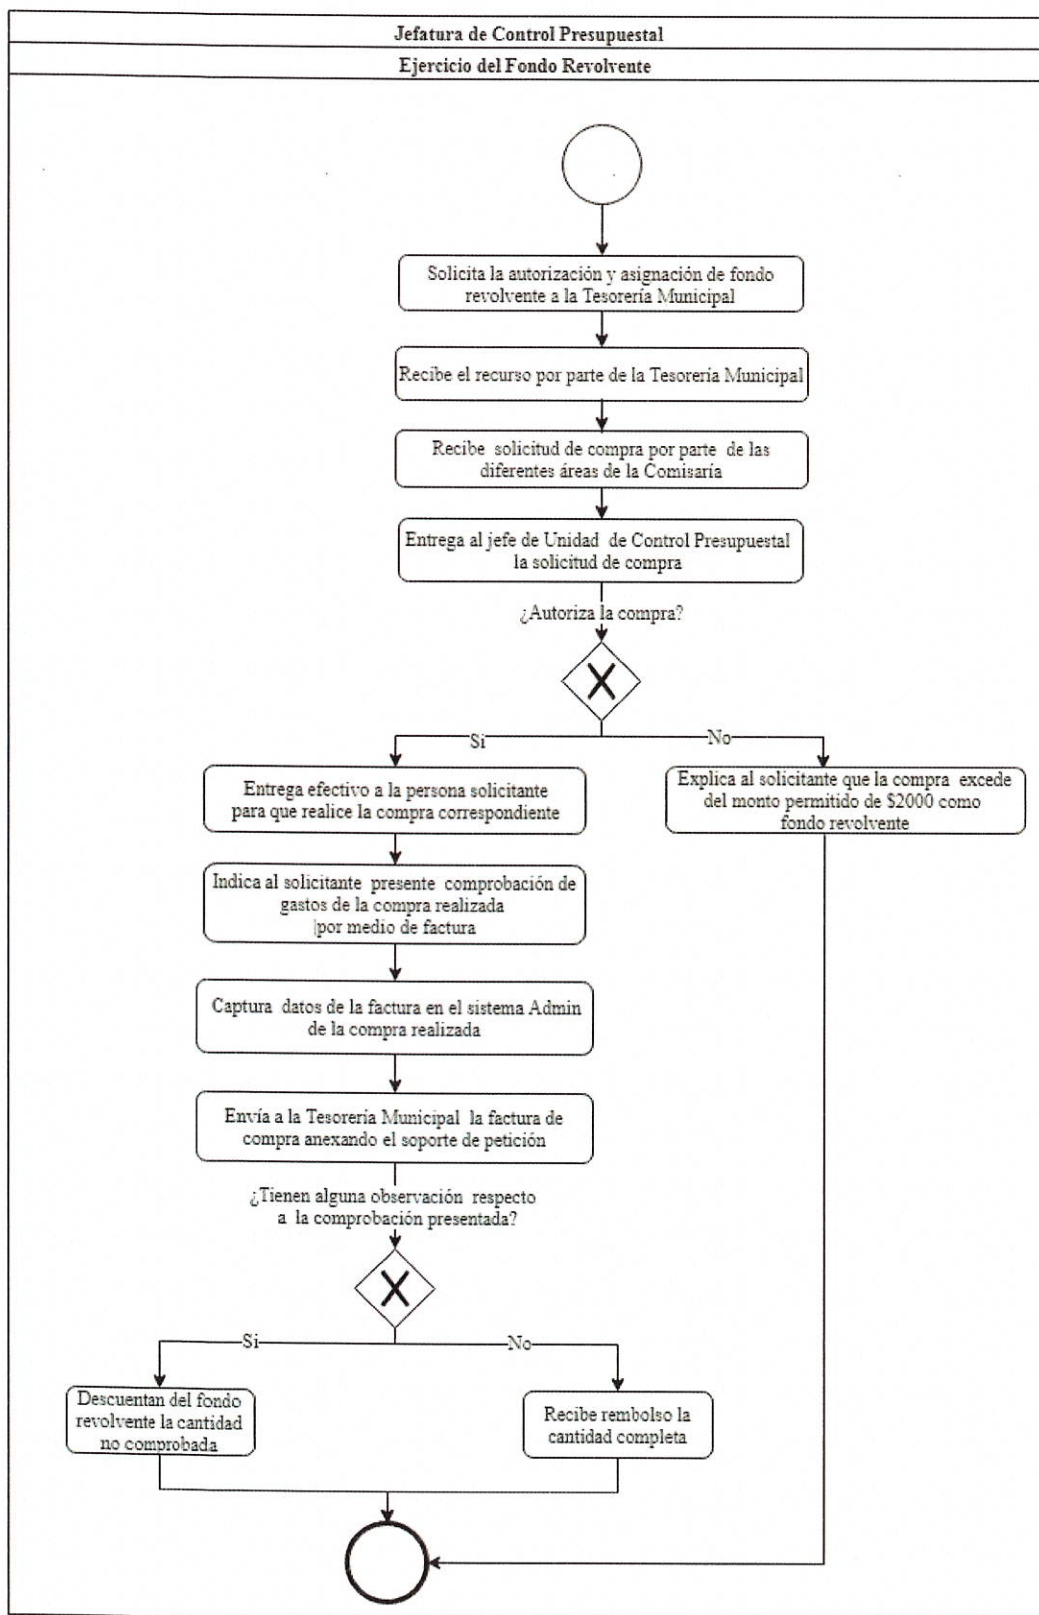 Jefatura de Control Presupuestal
Ejercicio del Fondo Revolvente
Solicita la autorización y asignación de fondo
revolvente a la Tesorería Municipal
Recibe el recurso por parte de la Tesorería Municipal
Recibe solicitud de compra por parte de las
diferentes áreas de la Comisaría
Entrega al jefe de Unidad de Control Presupuestal
la solicitud de compra
¿Autoriza la compra?
X
Si
No
Entrega efectivo a la persona solicitante
para que realice la compra correspondiente
Explica al solicitante que la compra excede
del monto permitido de $2000 como
fondo revolvente
Indica al solicitante presente comprobación de
gastos de la compra realizada
|por medio de factura
Captura datos de la factura en el sistema Admin
de la compra realizada
Envía a la Tesorería Municipal la factura de
compra anexando el soporte de petición
¿Tienen alguna observación respecto
a la comprobación presentada?
X
Si
No
Descuentan del fondo
revolvente la cantidad
no comprobada
Recibe rembolso la
cantidad completa